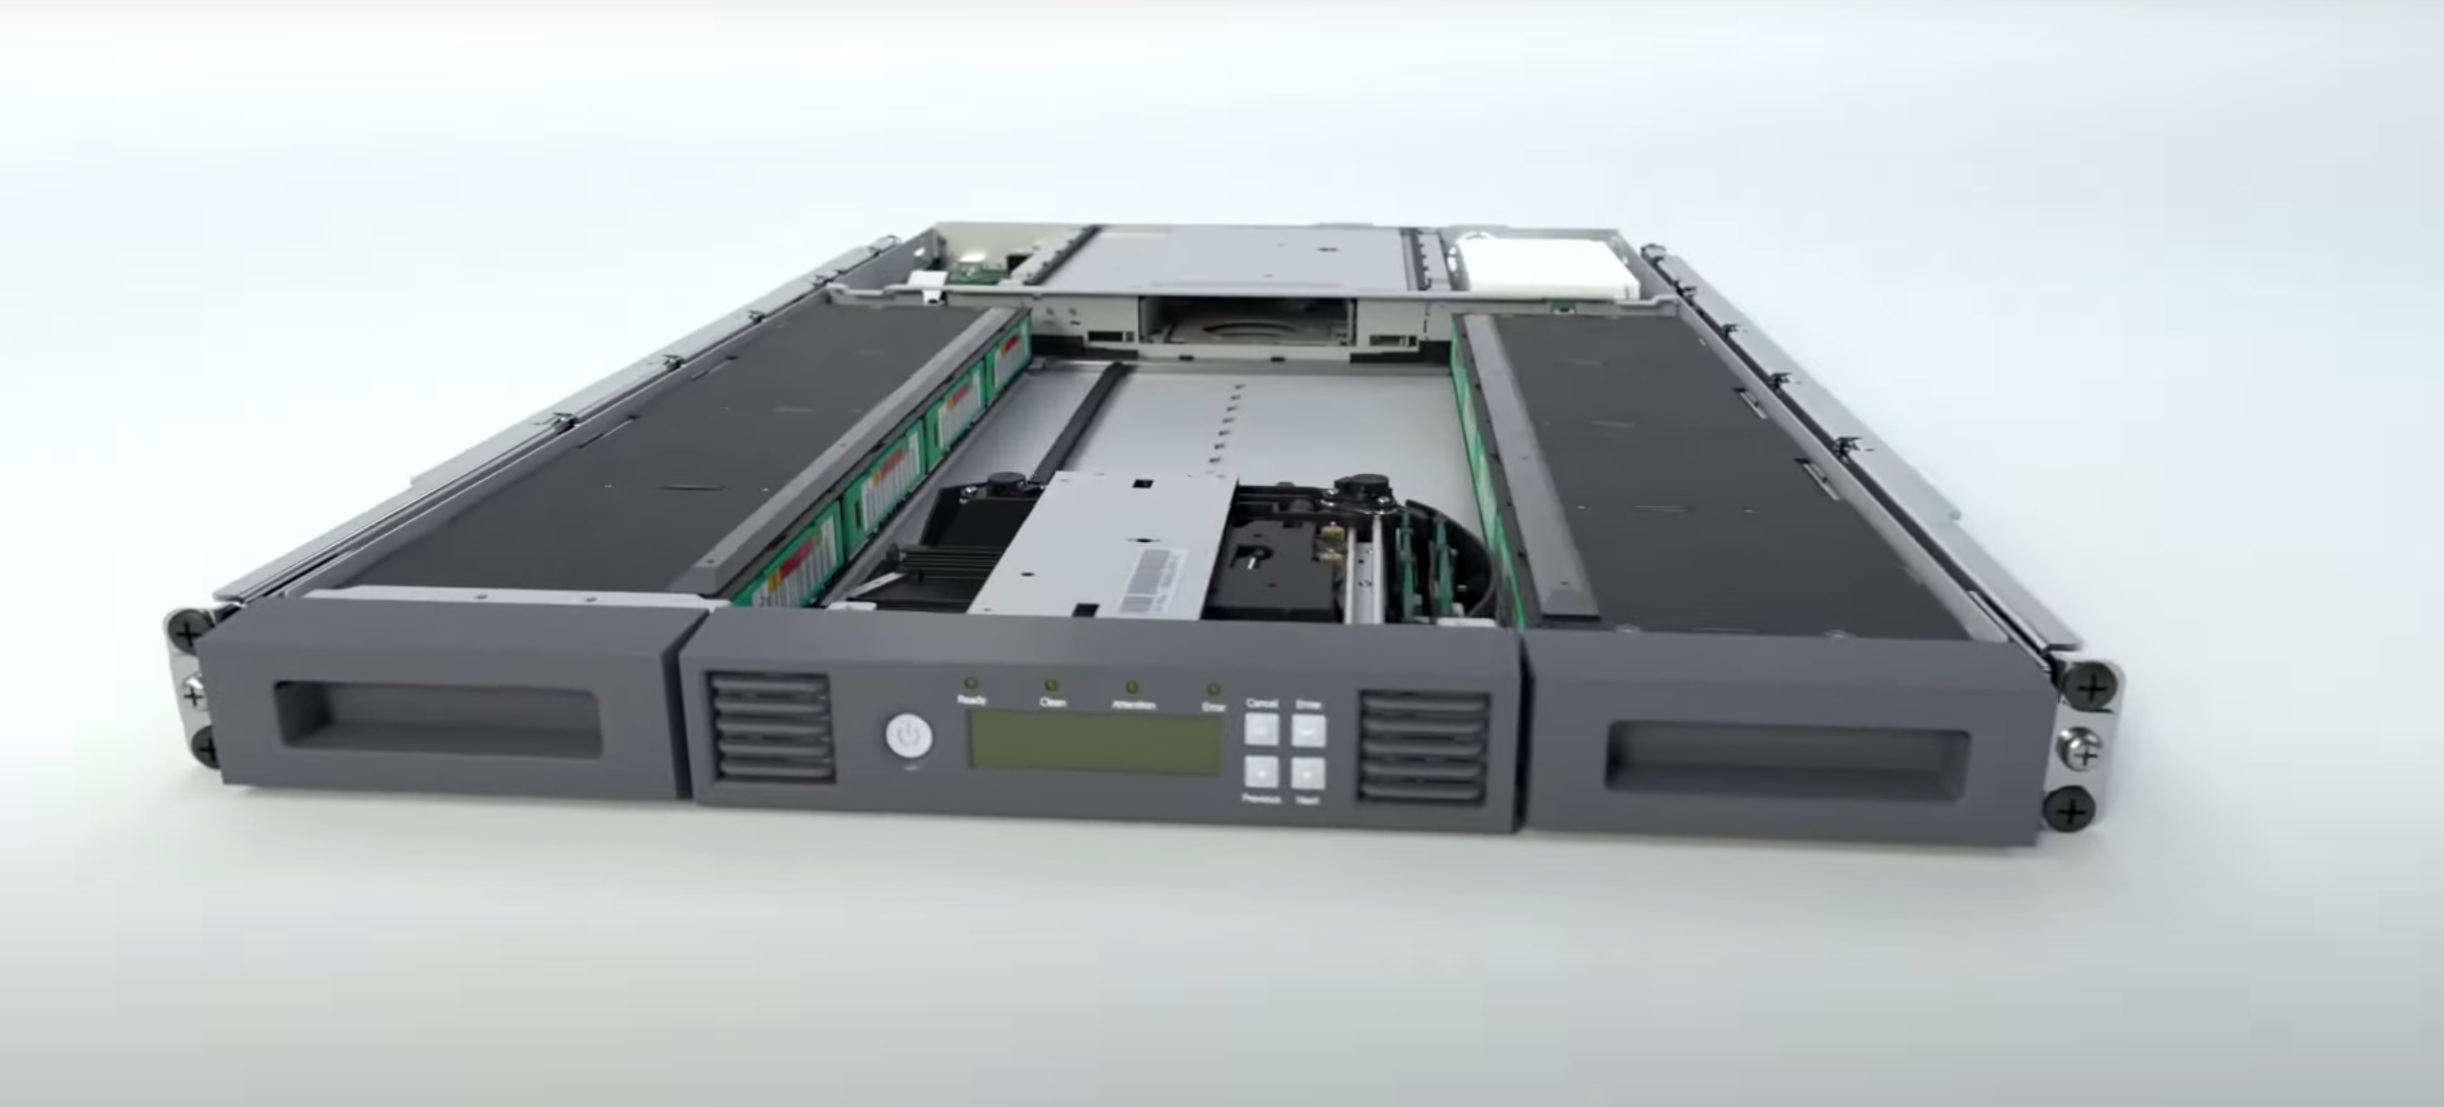 Ready Clean Attention Error
Cancel Enter
Previous Next